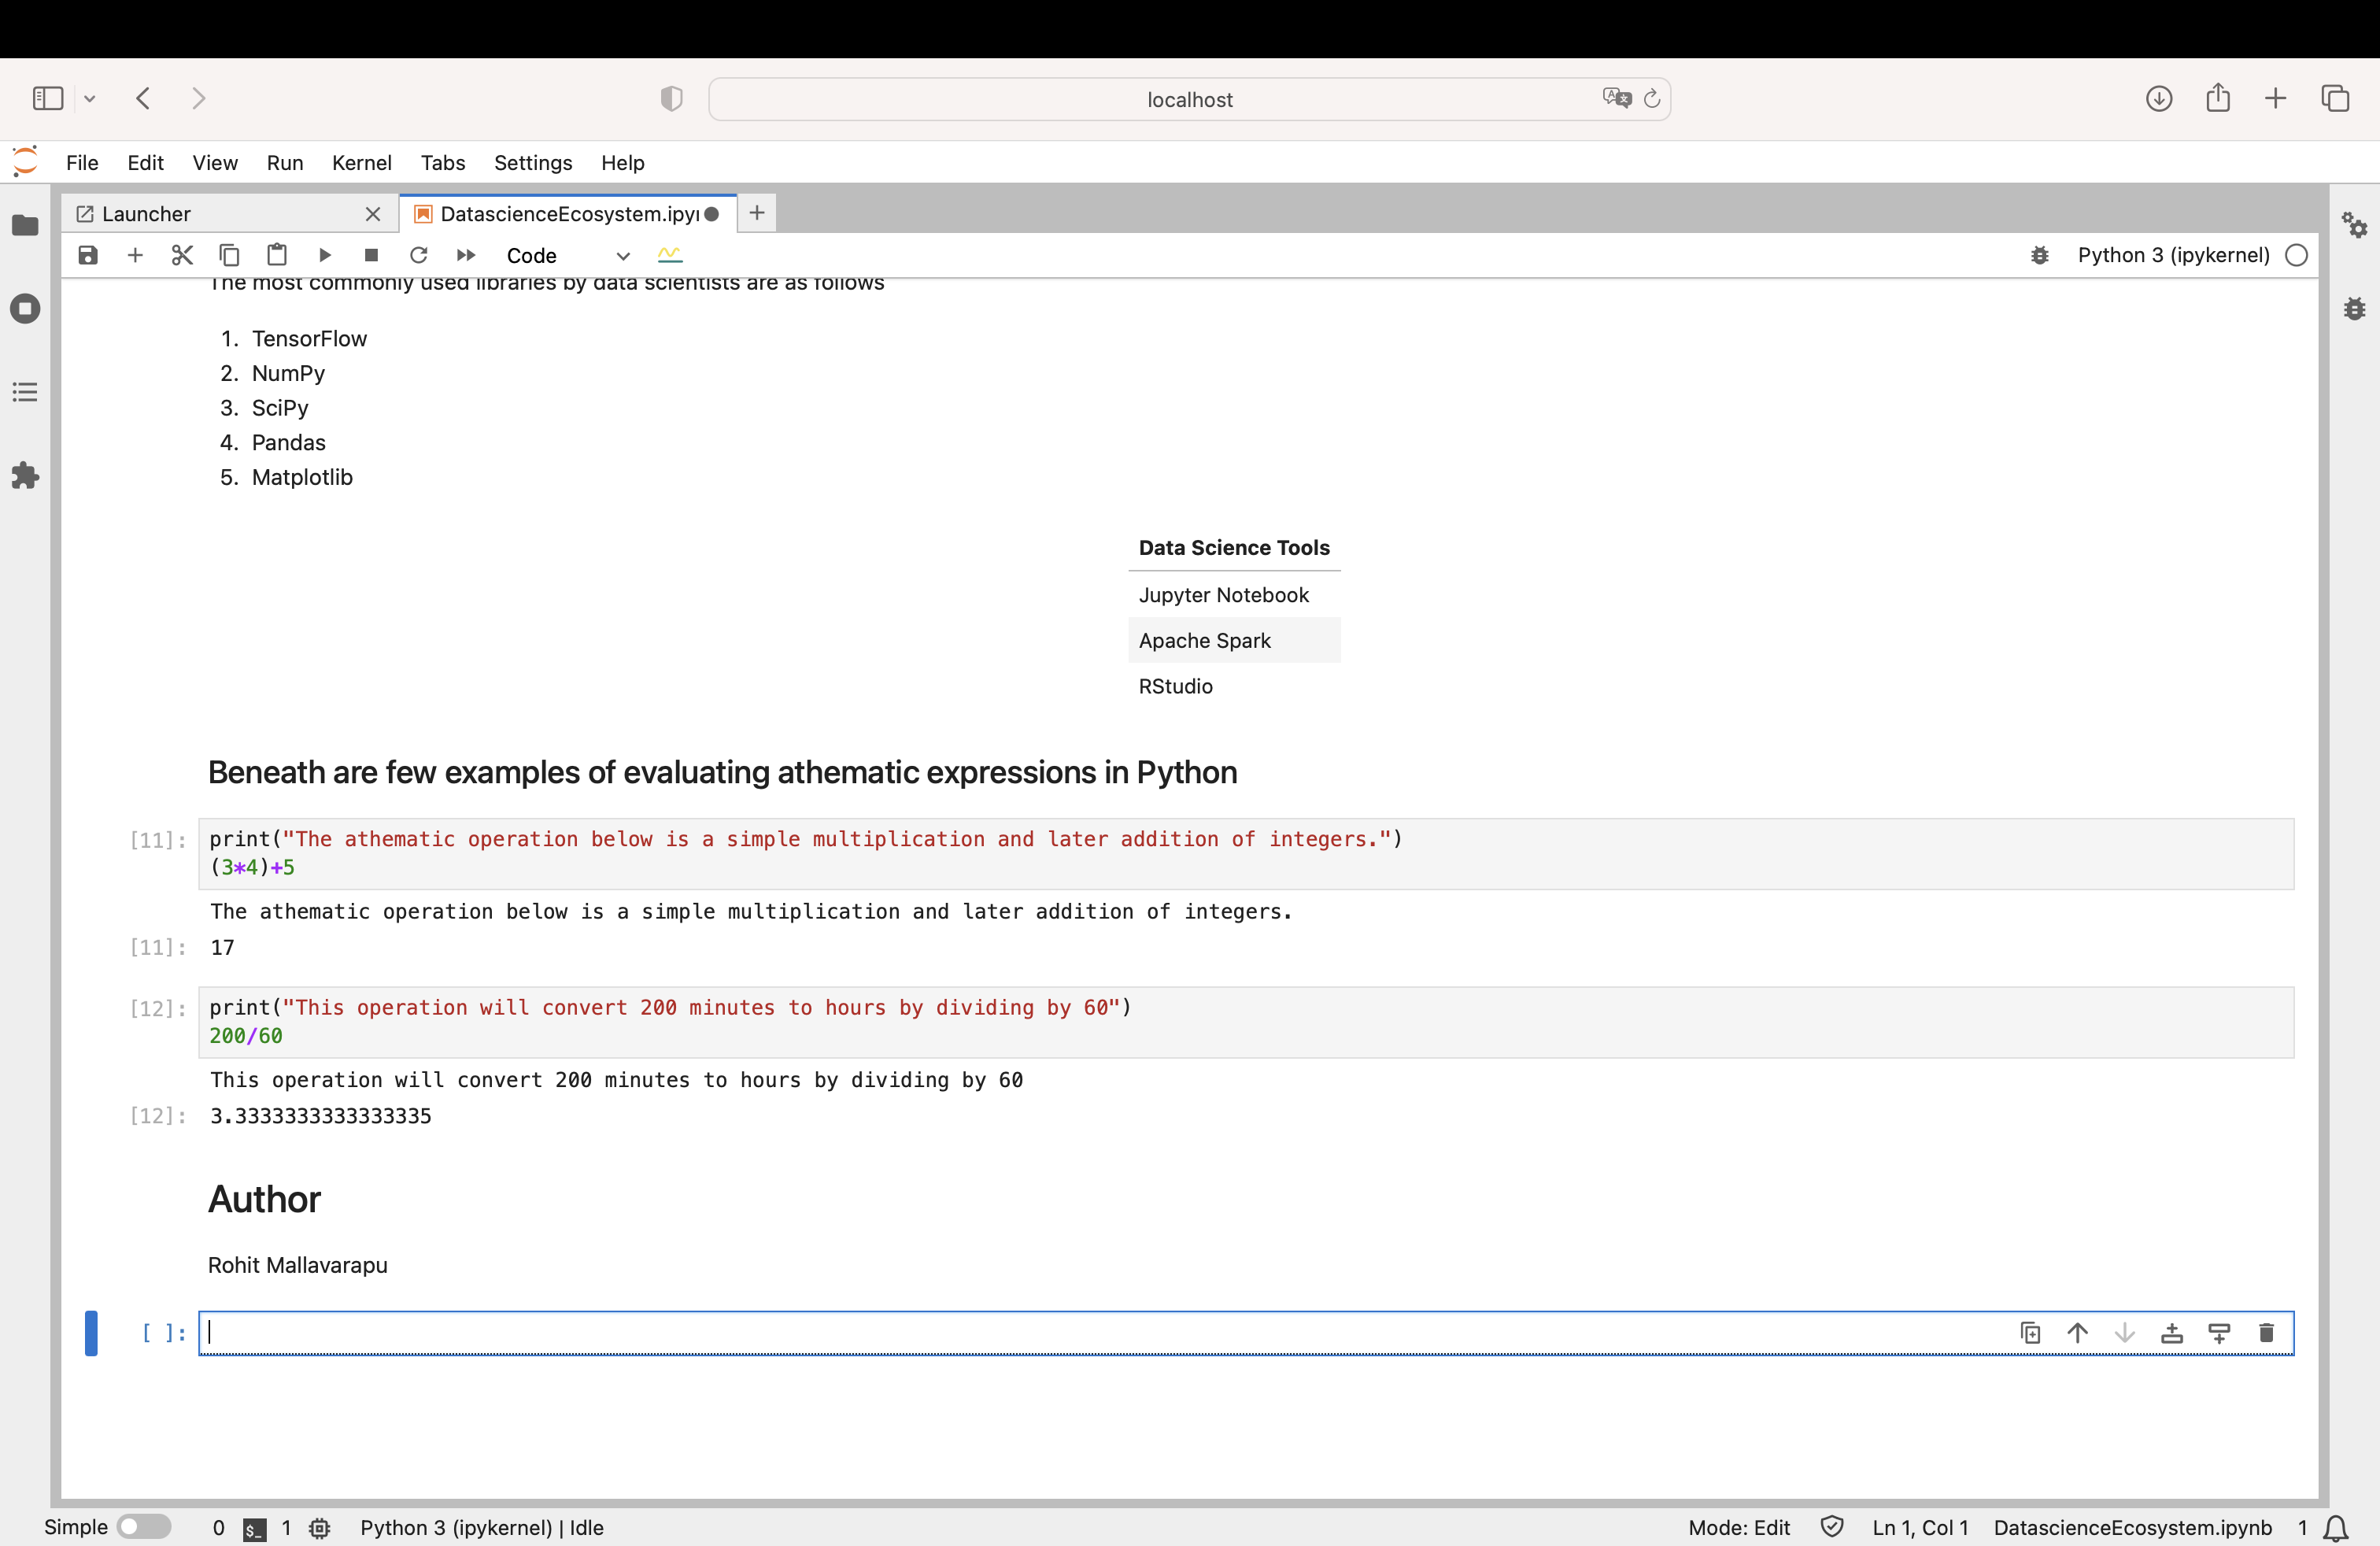 localhost
File Edit View Run Kernel Tabs Settings Help
Launcher DatascienceEcosystem.ipyn
Code Python 3 (ipykernel)
The most commonly used libraries by data scientists are as follows
1. TensorFlow
2. NumPy
3. SciPy
4. Pandas
5. Matplotlib
Data Science Tools
Jupyter Notebook
Apache Spark
RStudio
Beneath are few examples of evaluating athematic expressions in Python
[11]: print("The athematic operation below is a simple multiplication and later addition of integers.")
(3*4)+5
The athematic operation below is a simple multiplication and later addition of integers.
[11]: 17
[12]: print("This operation will convert 200 minutes to hours by dividing by 60")
200/60
This operation will convert 200 minutes to hours by dividing by 60
[12]: 3.3333333333333335
Author
Rohit Mallavarapu
[ ]:
Simple 0 $_ 1 Python 3 (ipykernel) | Idle Mode: Edit Ln 1, Col 1 DatascienceEcosystem.ipynb 1